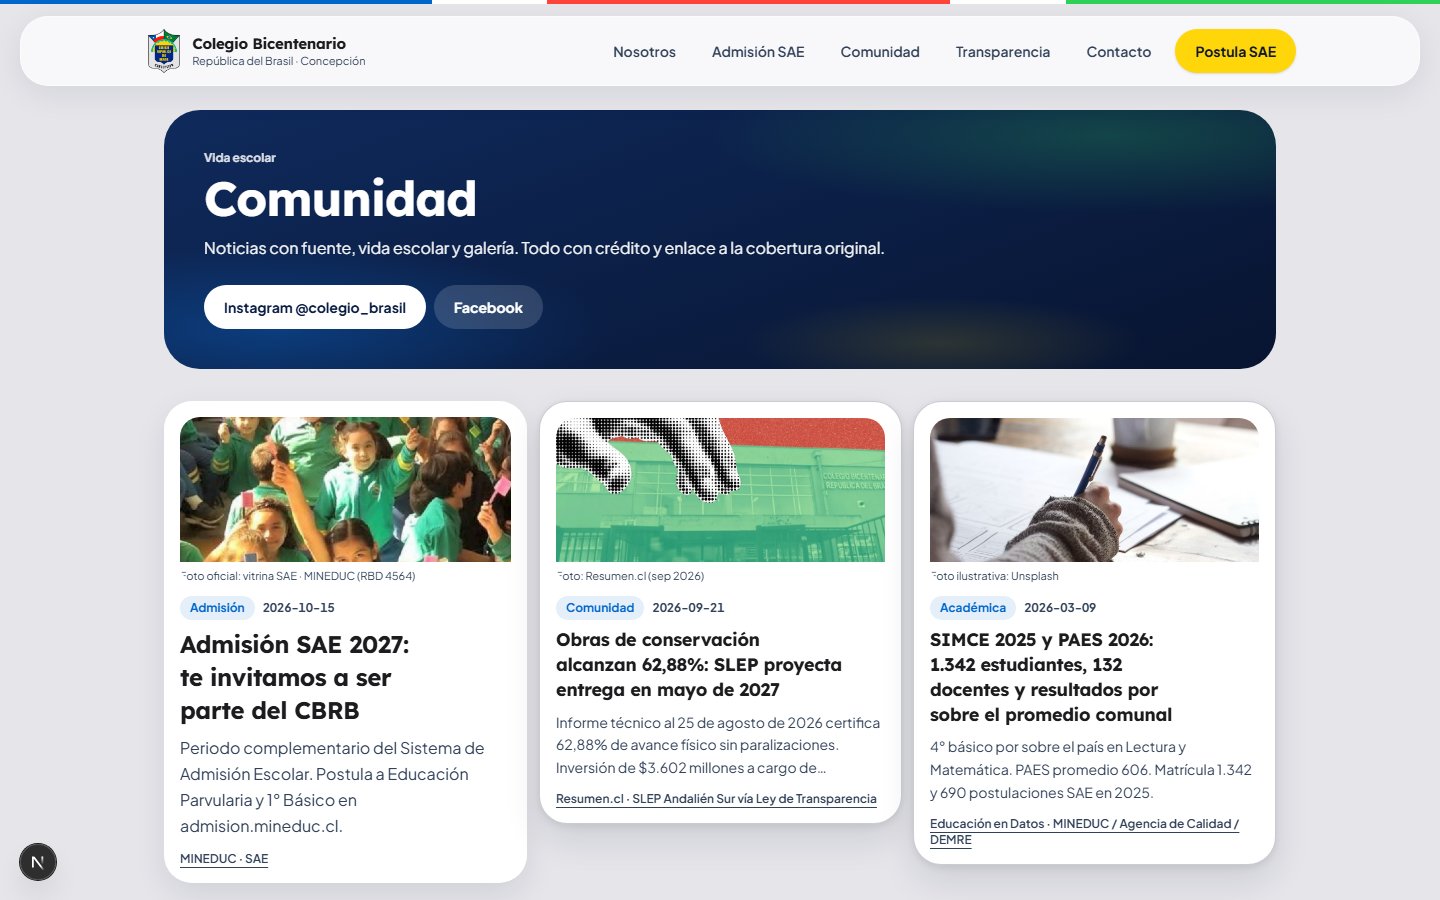 Colegio Bicentenario
República del Brasil · Concepción
Nosotros
Admisión SAE
Comunidad
Transparencia
Contacto
Postula SAE
Vida escolar
Comunidad
Noticias con fuente, vida escolar y galería. Todo con crédito y enlace a la cobertura original.
Instagram @colegio_brasil
Facebook
Foto oficial: vitrina SAE · MINEDUC (RBD 4564)
Admisión
2026-10-15
Admisión SAE 2027:
te invitamos a ser
parte del CBRB
Periodo complementario del Sistema de
Admisión Escolar. Postula a Educación
Parvularia y 1° Básico en
admision.mineduc.cl.
MINEDUC · SAE
COLEGIO BICENTENA
REPÚBLICA DEL BRA
Foto: Resumen.cl (sep 2026)
Comunidad
2026-09-21
Obras de conservación
alcanzan 62,88%: SLEP proyecta
entrega en mayo de 2027
Informe técnico al 25 de agosto de 2026 certifica
62,88% de avance físico sin paralizaciones.
Inversión de $3.602 millones a cargo de…
Resumen.cl · SLEP Andalién Sur vía Ley de Transparencia
Foto ilustrativa: Unsplash
Académica
2026-03-09
SIMCE 2025 y PAES 2026:
1.342 estudiantes, 132
docentes y resultados por
sobre el promedio comunal
4° básico por sobre el país en Lectura y
Matemática. PAES promedio 606. Matrícula 1.342
y 690 postulaciones SAE en 2025.
Educación en Datos · MINEDUC / Agencia de Calidad /
DEMRE
N